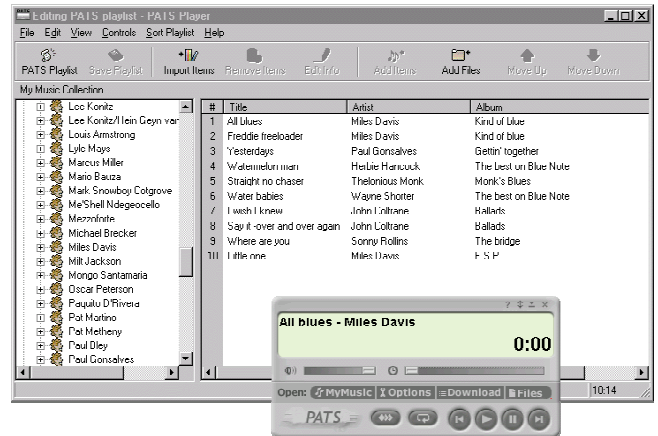 Editing PATS playlist - PATS Player
File Edit View Controls Sort Playlist Help
PATS Playlist Save Playlist Import Items Remove Items Edit Info Add Items Add Files Move Up Move Down
My Music Collection
Lee Konitz
Lee Konitz/Hein Geyn van
Louis Armstrong
Lyle Mays
Marcus Miller
Mario Bauza
Mark Snowboy Cotgrove
Me'Shell Ndegeocello
Mezzoforte
Michael Brecker
Miles Davis
Milt Jackson
Mongo Santamaria
Oscar Peterson
Paquito D'Rivera
Pat Martino
Pat Metheny
Paul Bley
Paul Gonsalves
# Title Artist Album
1 All blues Miles Davis Kind of blue
2 Freddie freeloader Miles Davis Kind of blue
3 Yesterdays Paul Gonsalves Gettin' together
4 Watermelon man Herbie Hancock The best on Blue Note
5 Straight no chaser Thelonious Monk Monk's Blues
6 Water babies Wayne Shorter The best on Blue Note
7 I wish I knew John Coltrane Ballads
8 Say it -over and over again John Coltrane Ballads
9 Where are you Sonny Rollins The bridge
10 Little one Miles Davis E.S.P.
All blues - Miles Davis
0:00
Open: MyMusic Options Download Files
PATS
10:14